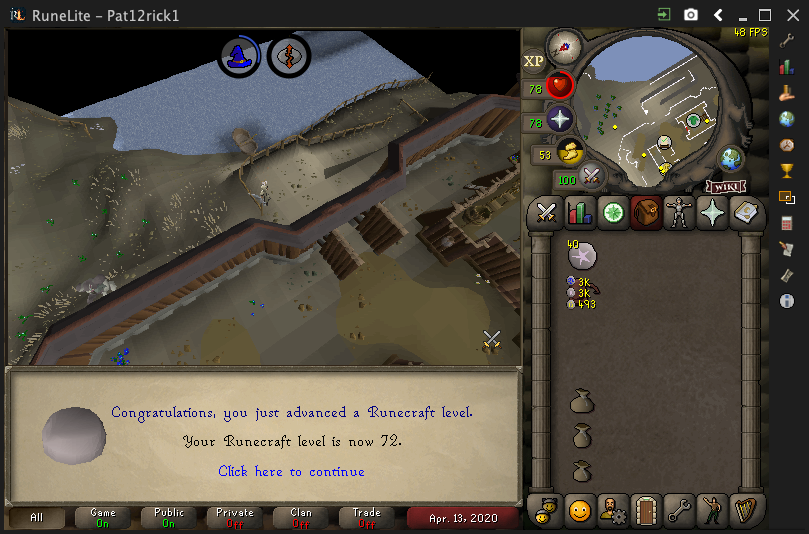 RuneLite – Pat12rick1
48 FPS
XP
78
78
53
100
WIKI
40
3K
3K
493
Congratulations, you just advanced a Runecraft level.
Your Runecraft level is now 72.
Click here to continue
All
Game
On
Public
On
Private
Off
Clan
Off
Trade
Off
Apr. 13, 2020